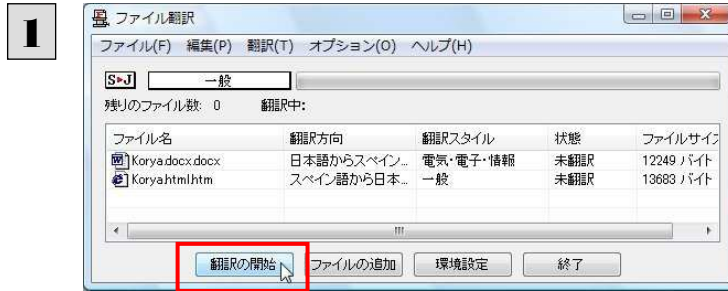 1
ファイル翻訳
ファイル(F) 編集(P) 翻訳(T) オプション(O) ヘルプ(H)
S▸J 一般
残りのファイル数: 0 翻訳中:
ファイル名 翻訳方向 翻訳スタイル 状態 ファイルサイズ
Korya.docx.docx 日本語からスペイン... 電気・電子・情報 未翻訳 12249 バイト
Korya.html.htm スペイン語から日本... 一般 未翻訳 13683 バイト
翻訳の開始 ファイルの追加 環境設定 終了